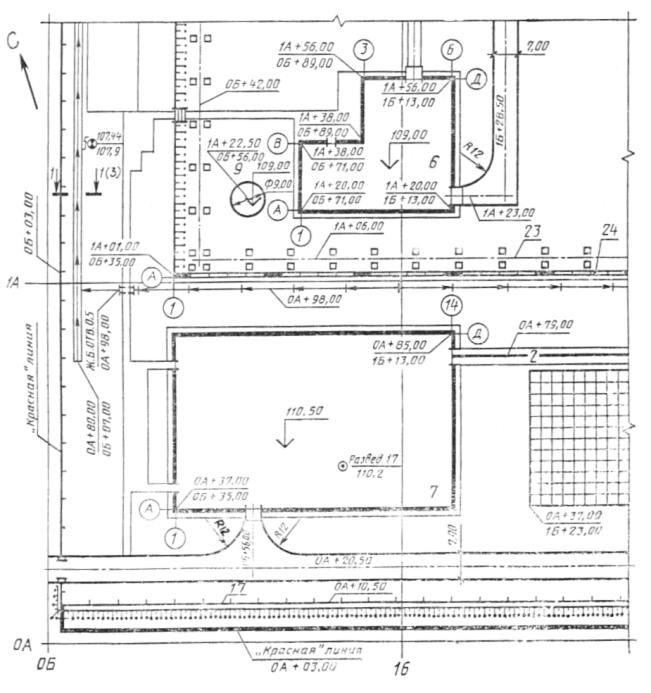 С
3
Б
7,00
1А+56,00
0Б+89,00
Д
0Б+42,00
1А+56,00
1Б+13,00
1Б+26,50
107.44
107,9
1А+38,00
0Б+89,00
109,00
R12
В
1А+22,50
0Б+56,00
1А+38,00
0Б+71,00
6
9
109,00
1
1(3)
Ф9.00
1А+20,00
0Б+71,00
1А+20,00
1Б+13,00
А
1А+23,00
0Б+03,00
1
1А+06,00
23
24
1А+01,00
0Б+35,00
А
1А
1
0А+98,00
14
Ж.Б.ОТВ.0.5
0А+98,00
Д
0А+79,00
0А+85,00
1Б+13,00
2
„Красная" линия
0А+80,00
0Б+07,00
110.50
Развед.17
110.2
0А+37,00
0Б+35,00
7
А
0А+37,00
1Б+23,00
1
R12
R12
7,00
0А+20,50
17
0А+10,50
0А
„Красная" линия
0А+03,00
0Б
1Б